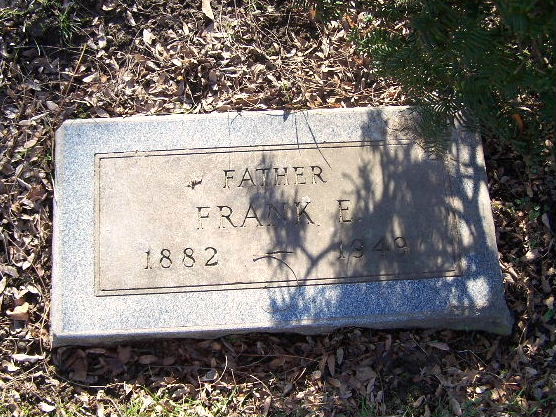 FATHER
FRANK E.
1882 – 1949